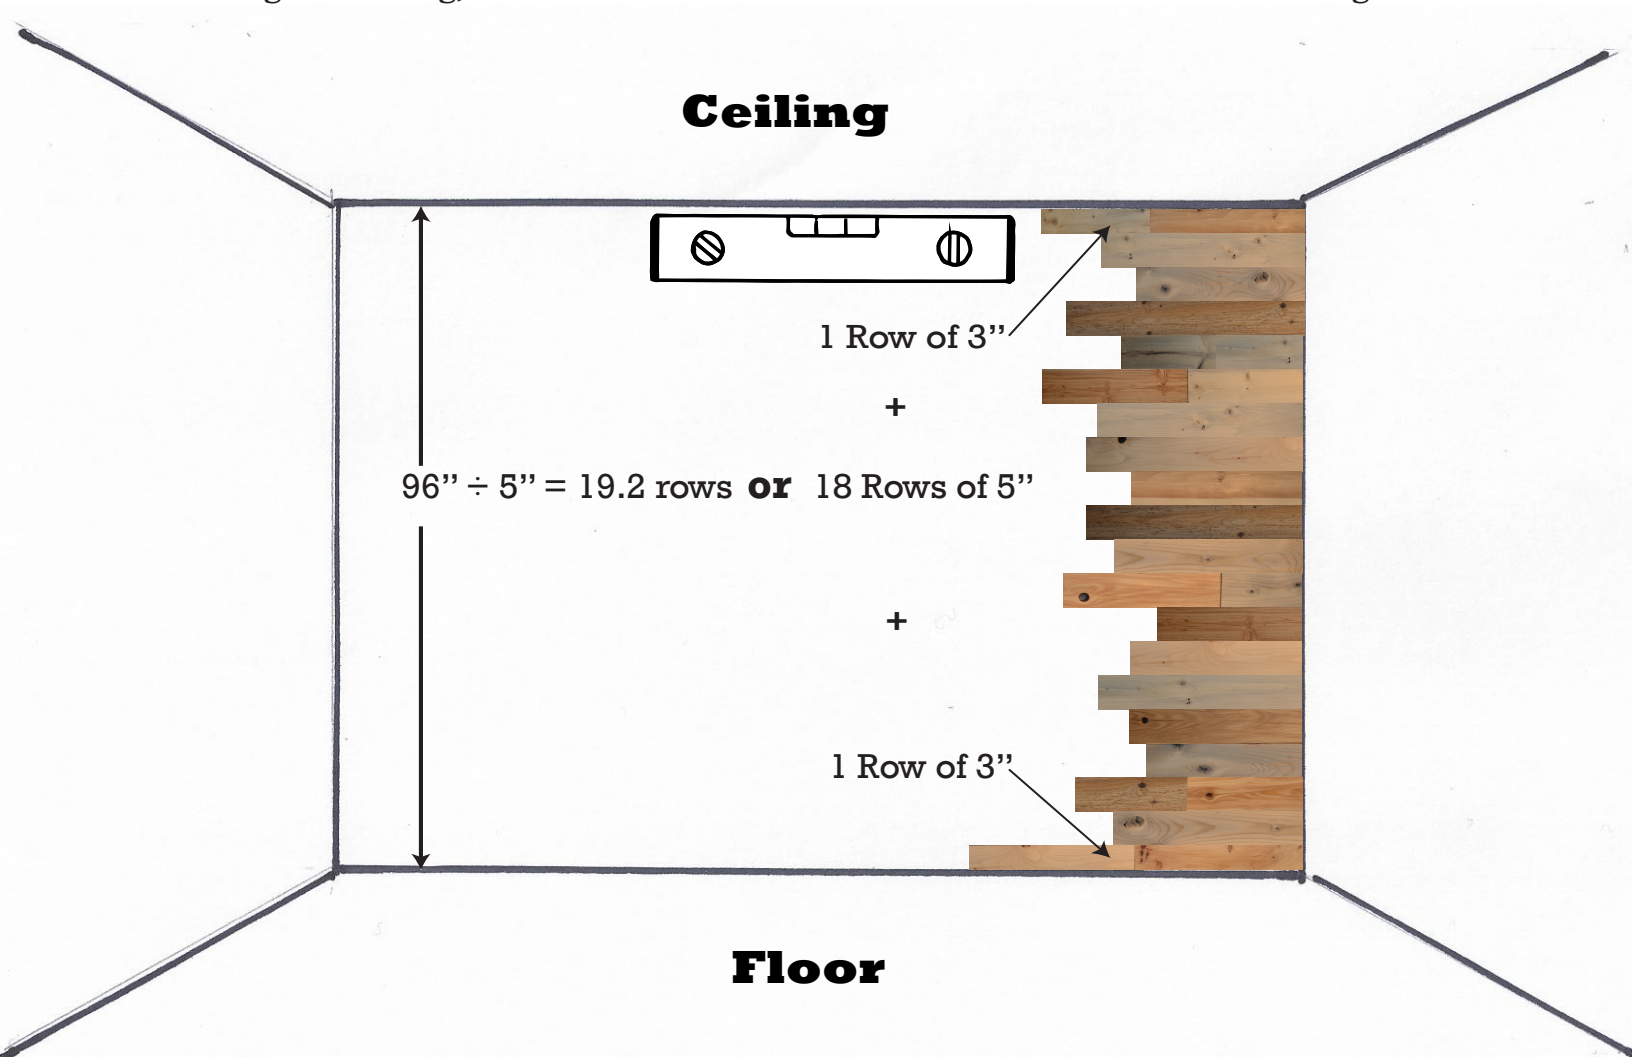 Ceiling
1 Row of 3”
+
96” ÷ 5” = 19.2 rows or 18 Rows of 5”
+
1 Row of 3”
Floor